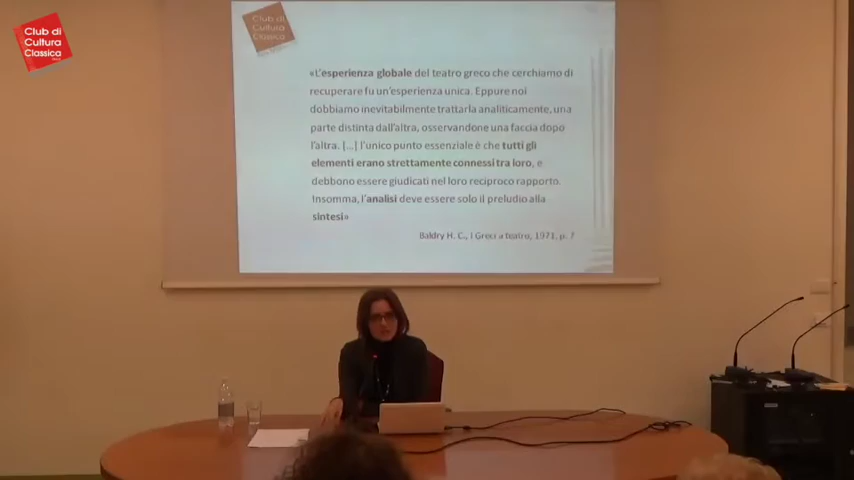 Club di
Cultura
Classica
Club di
Cultura
Classica
«L'esperienza globale del teatro greco che cerchiamo di
recuperare fu un'esperienza unica. Eppure noi
dobbiamo inevitabilmente trattarla analiticamente, una
parte distinta dall'altra, osservandone una faccia dopo
l'altra. […] l'unico punto essenziale è che tutti gli
elementi erano strettamente connessi tra loro, e
debbono essere giudicati nel loro reciproco rapporto.
Insomma, l'analisi deve essere solo il preludio alla
sintesi»
Baldry H. C., I Greci a teatro, 1971, p. 7